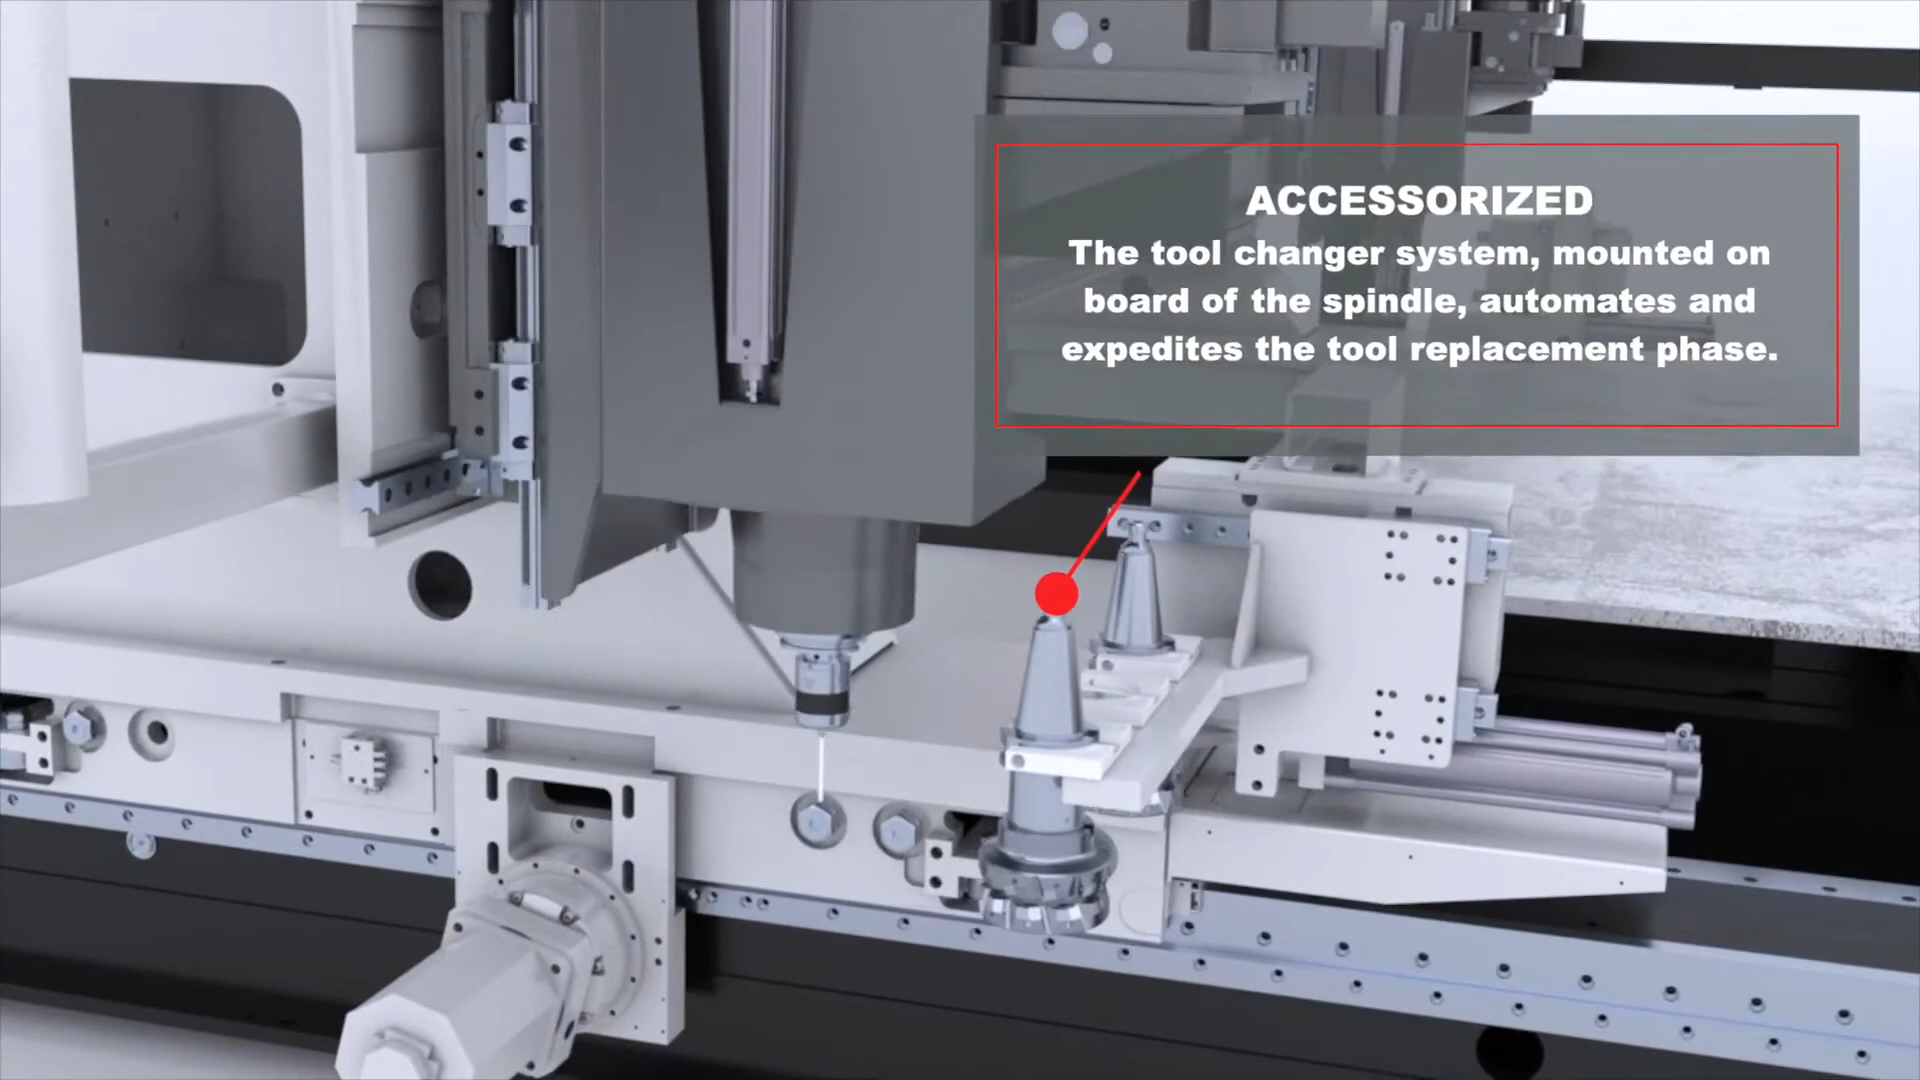 ACCESSORIZED
The tool changer system, mounted on
board of the spindle, automates and
expedites the tool replacement phase.